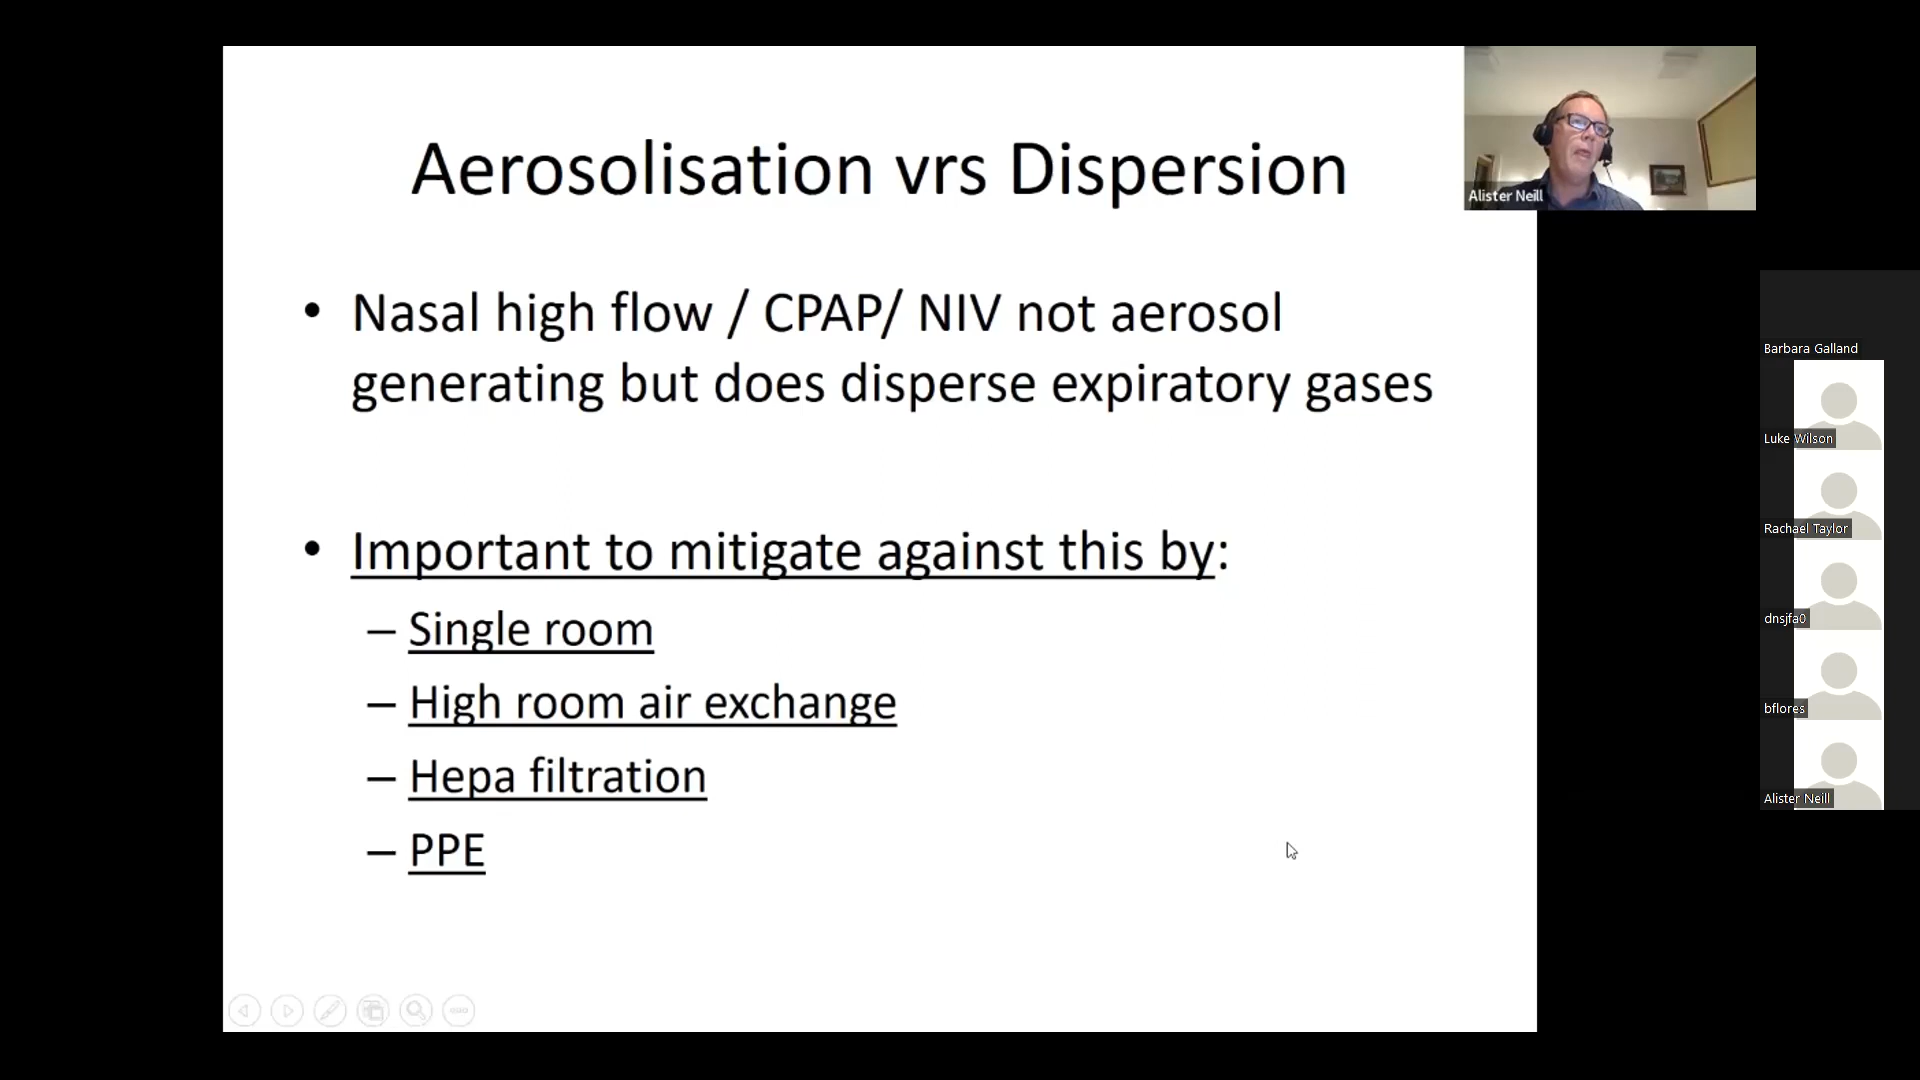 Aerosolisation vrs Dispersion
• Nasal high flow / CPAP/ NIV not aerosol
generating but does disperse expiratory gases
• Important to mitigate against this by:
– Single room
– High room air exchange
– Hepa filtration
– PPE
Alister Neill
Barbara Galland
Luke Wilson
Rachael Taylor
dnsjfa0
bflores
Alister Neill